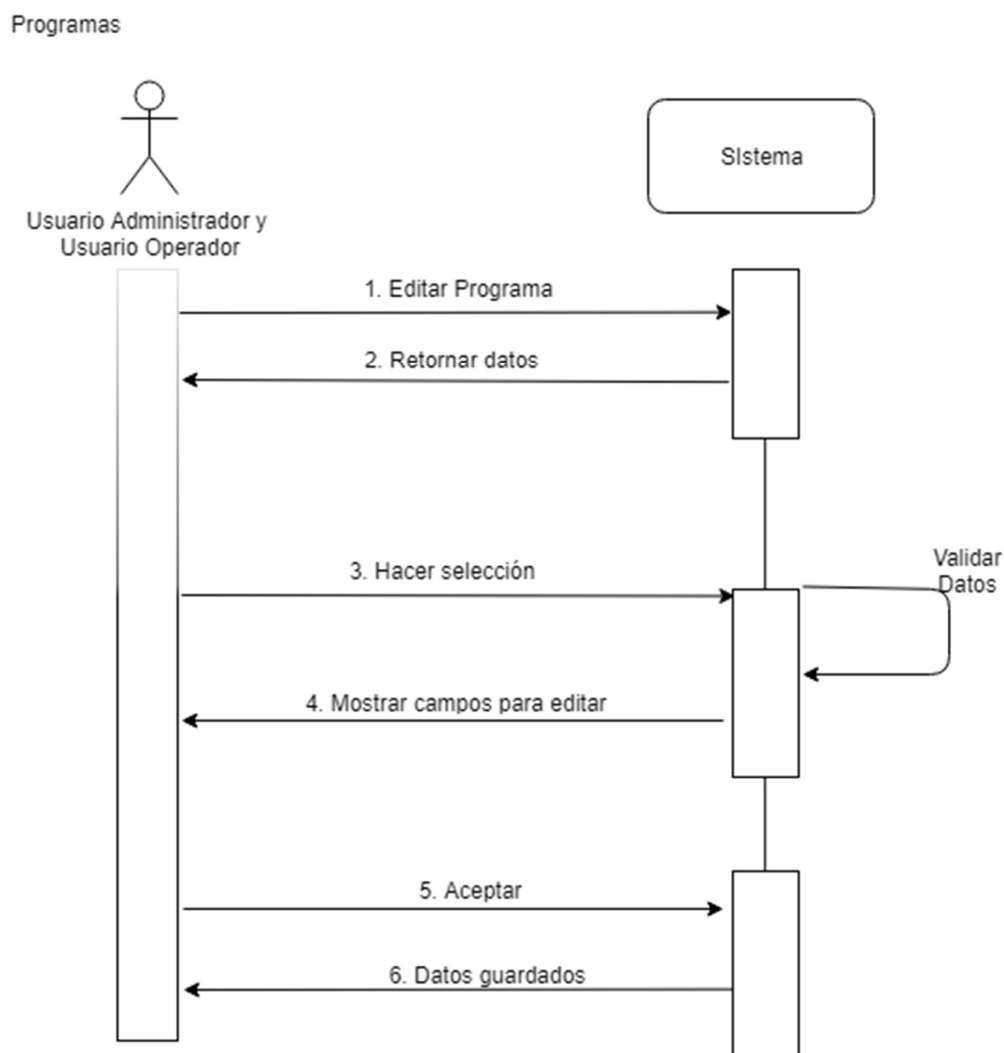 Programas
Usuario Administrador y
Usuario Operador
SIstema
1. Editar Programa
2. Retornar datos
3. Hacer selección
Validar
Datos
4. Mostrar campos para editar
5. Aceptar
6. Datos guardados